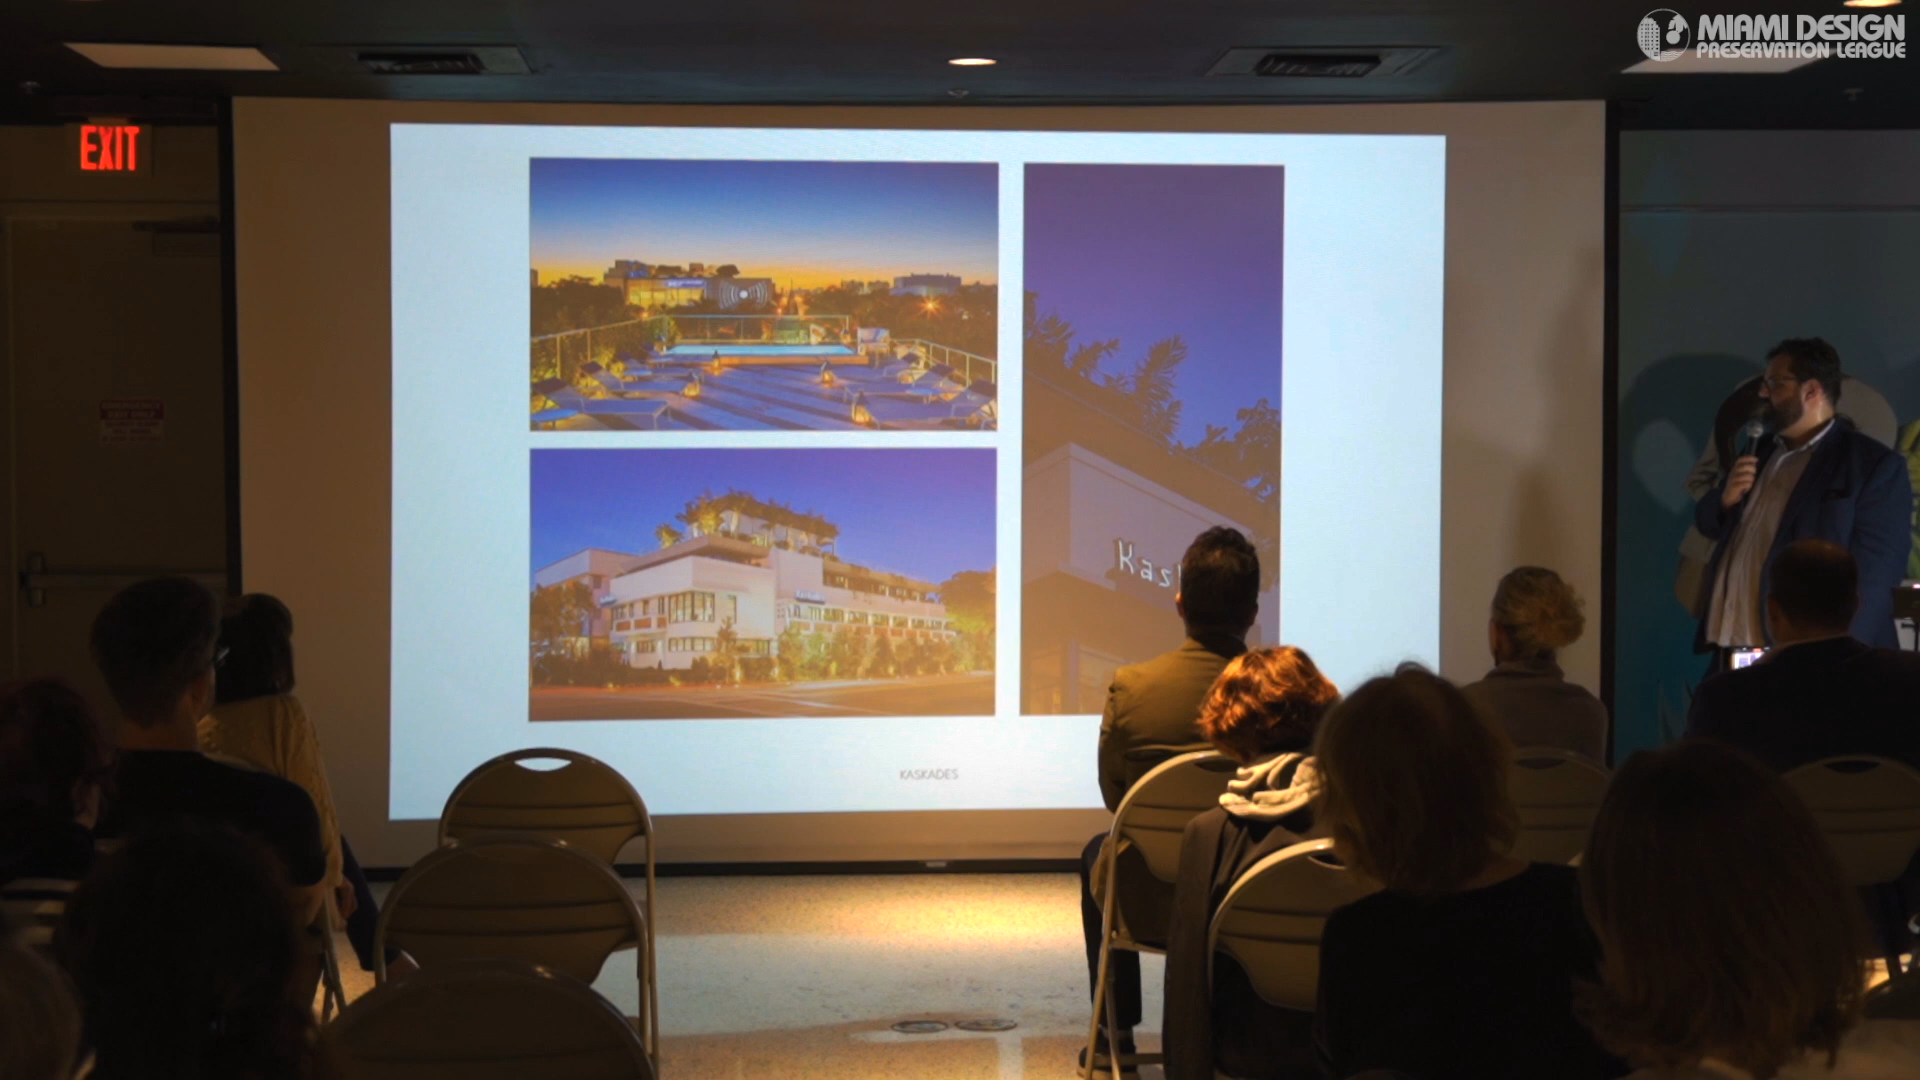 MIAMI DESIGN
PRESERVATION LEAGUE
EXIT
Kas
KASKADES